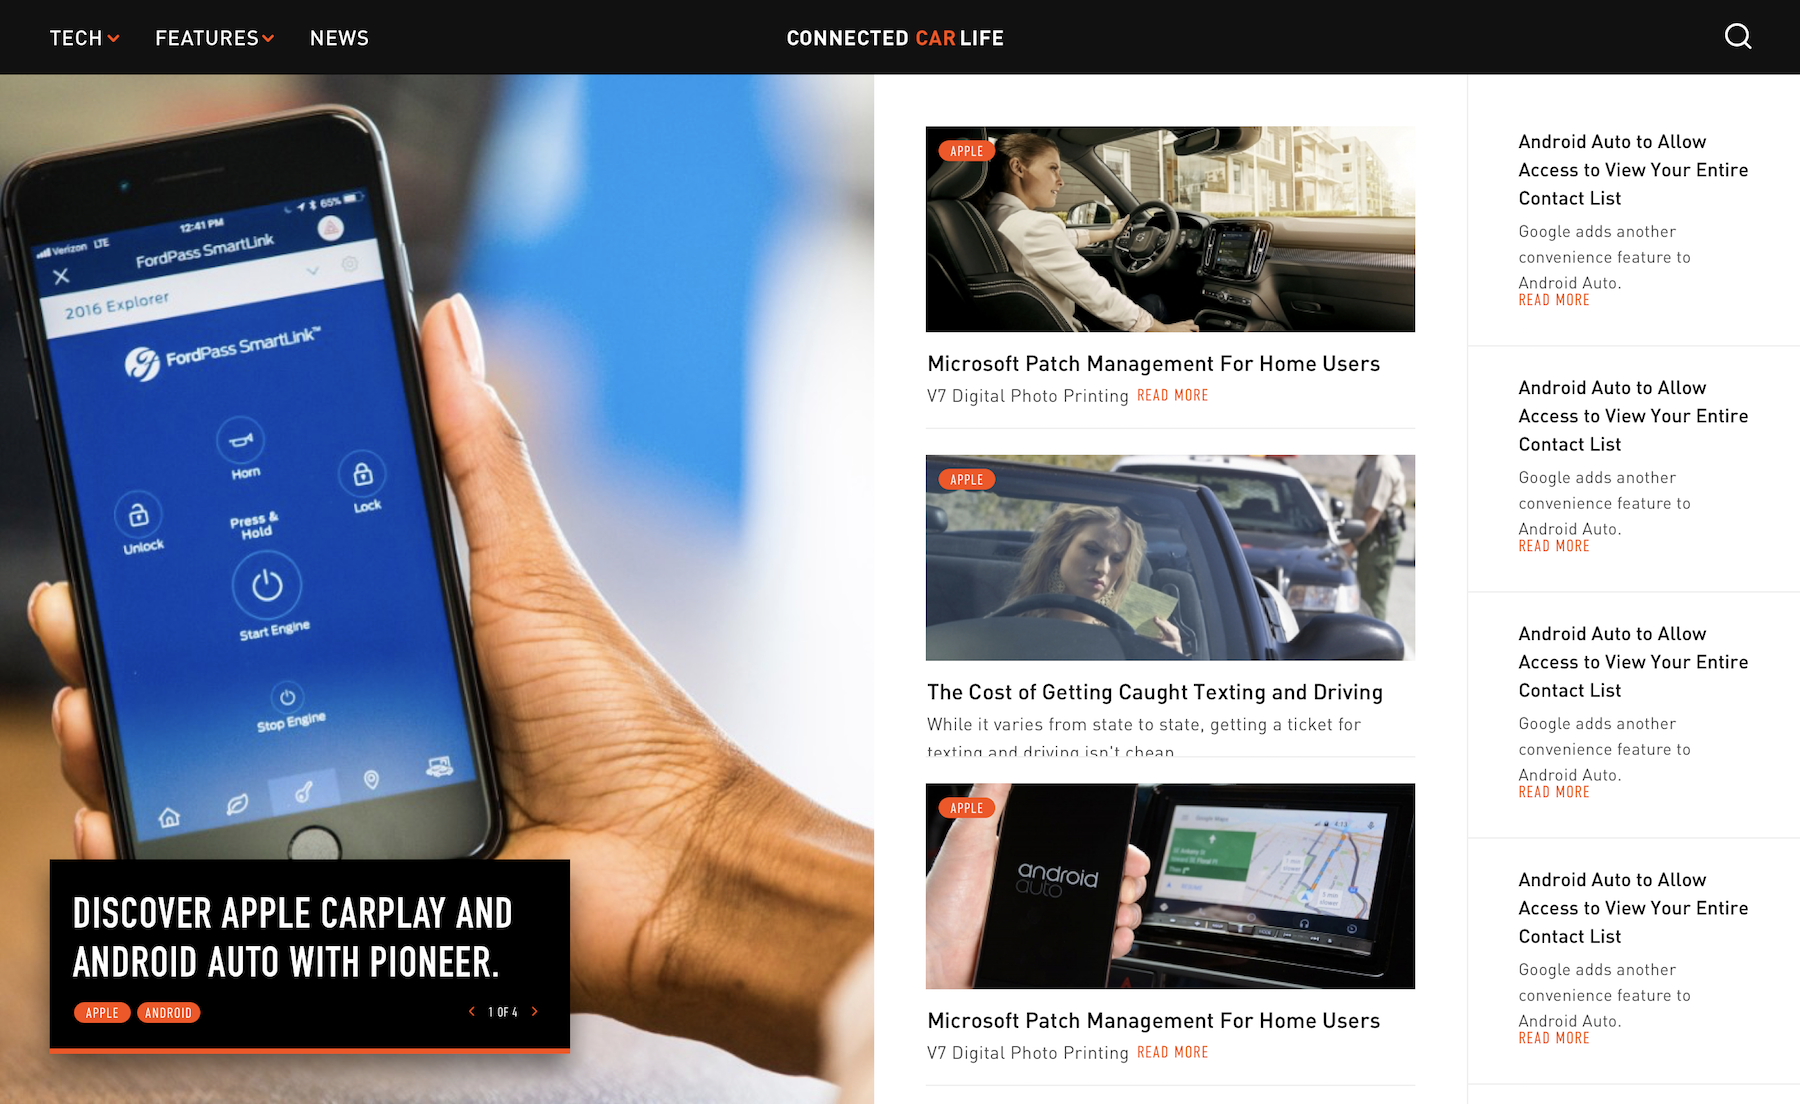 TECH
FEATURES
NEWS
CONNECTED CAR LIFE
Verizon LTE
12:41 PM
65%
FordPass SmartLink
2016 Explorer
FordPass SmartLink™
Horn
Unlock
Lock
Press &
Hold
Start Engine
Stop Engine
DISCOVER APPLE CARPLAY AND
ANDROID AUTO WITH PIONEER.
APPLE
ANDROID
1 OF 4
APPLE
Microsoft Patch Management For Home Users
V7 Digital Photo Printing READ MORE
APPLE
The Cost of Getting Caught Texting and Driving
While it varies from state to state, getting a ticket for
texting and driving isn't cheap
APPLE
android
auto
Google Maps
4:13
1 min
slower
slower
Microsoft Patch Management For Home Users
V7 Digital Photo Printing READ MORE
Android Auto to Allow
Access to View Your Entire
Contact List
Google adds another
convenience feature to
Android Auto.
READ MORE
Android Auto to Allow
Access to View Your Entire
Contact List
Google adds another
convenience feature to
Android Auto.
READ MORE
Android Auto to Allow
Access to View Your Entire
Contact List
Google adds another
convenience feature to
Android Auto.
READ MORE
Android Auto to Allow
Access to View Your Entire
Contact List
Google adds another
convenience feature to
Android Auto.
READ MORE